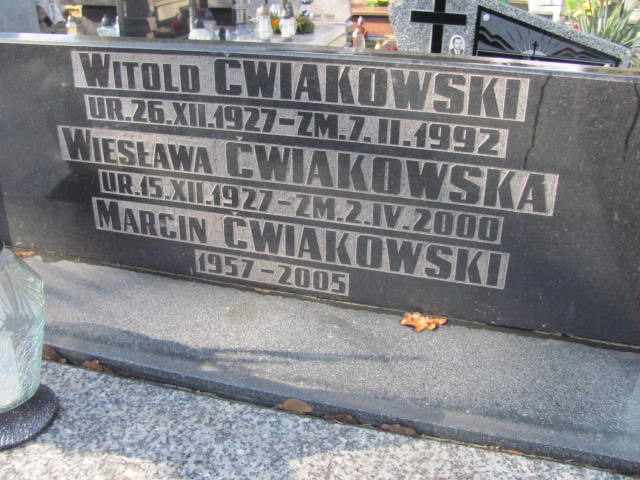 WITOLD ĆWIAKOWSKI
UR.26.XII.1927-ZM.7.II.1992
WIESŁAWA ĆWIAKOWSKA
UR.15.XII.1927-ZM.2.IV.2000
MARCIN ĆWIAKOWSKI
1957-2005